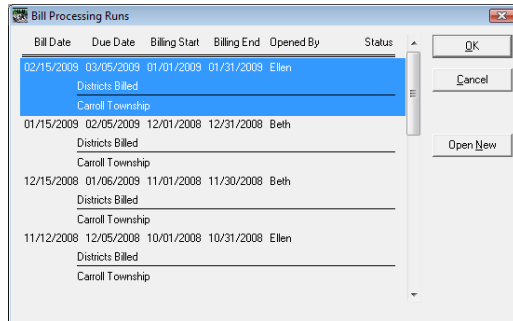 Bill Processing Runs
Bill Date Due Date Billing Start Billing End Opened By Status
02/15/2009 03/05/2009 01/01/2009 01/31/2009 Ellen
Districts Billed
Carroll Township
01/15/2009 02/05/2009 12/01/2008 12/31/2008 Beth
Districts Billed
Carroll Township
12/15/2008 01/06/2009 11/01/2008 11/30/2008 Beth
Districts Billed
Carroll Township
11/12/2008 12/05/2008 10/01/2008 10/31/2008 Ellen
Districts Billed
Carroll Township
OK
Cancel
Open New